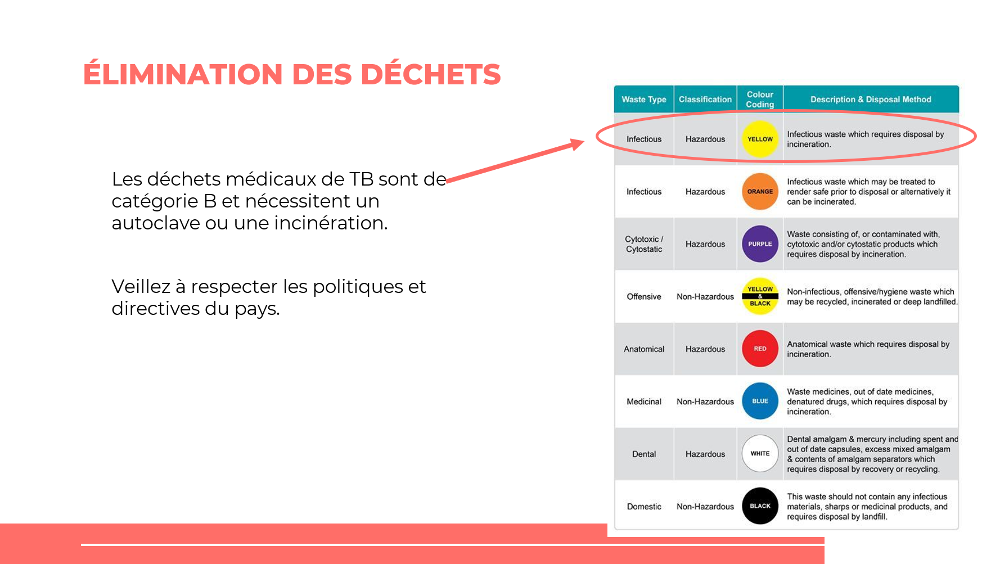 ÉLIMINATION DES DÉCHETS
Les déchets médicaux de TB sont de
catégorie B et nécessitent un
autoclave ou une incinération.
Veillez à respecter les politiques et
directives du pays.
Waste Type
Classification
Colour
Coding
Description & Disposal Method
Infectious
Hazardous
YELLOW
Infectious waste which requires disposal by
incineration.
Infectious
Hazardous
ORANGE
Infectious waste which may be treated to
render safe prior to disposal or alternatively it
can be incinerated.
Cytotoxic /
Cytostatic
Hazardous
PURPLE
Waste consisting of, or contaminated with,
cytotoxic and/or cytostatic products which
requires disposal by incineration.
Offensive
Non-Hazardous
YELLOW
&
BLACK
Non-infectious, offensive/hygiene waste which
may be recycled, incinerated or deep landfilled.
Anatomical
Hazardous
RED
Anatomical waste which requires disposal by
incineration.
Medicinal
Non-Hazardous
BLUE
Waste medicines, out of date medicines,
denatured drugs, which requires disposal by
incineration.
Dental
Hazardous
WHITE
Dental amalgam & mercury including spent and
out of date capsules, excess mixed amalgam
& contents of amalgam separators which
requires disposal by recovery or recycling.
Domestic
Non-Hazardous
BLACK
This waste should not contain any infectious
materials, sharps or medicinal products, and
requires disposal by landfill.